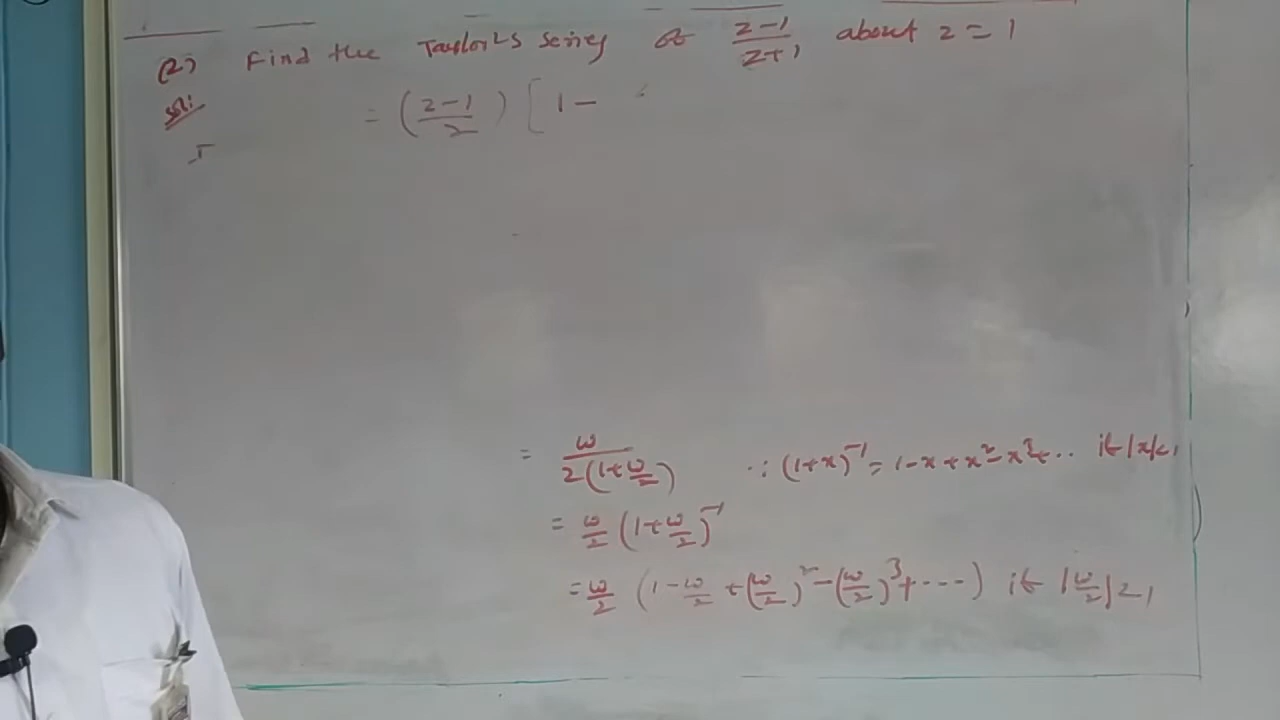 (2) Find the Taylor's series of (z-1)/(z+1) about z = 1
Sol:
= ((z-1)/2) [1 -
= ω/(2(1+ω/2)) ∵ (1+x)⁻¹ = 1-x+x²-x³+.. if |x|<1
= ω/2 (1+ω/2)⁻¹
= ω/2 (1-ω/2+(ω/2)²-(ω/2)³+----) if |ω/2|<1